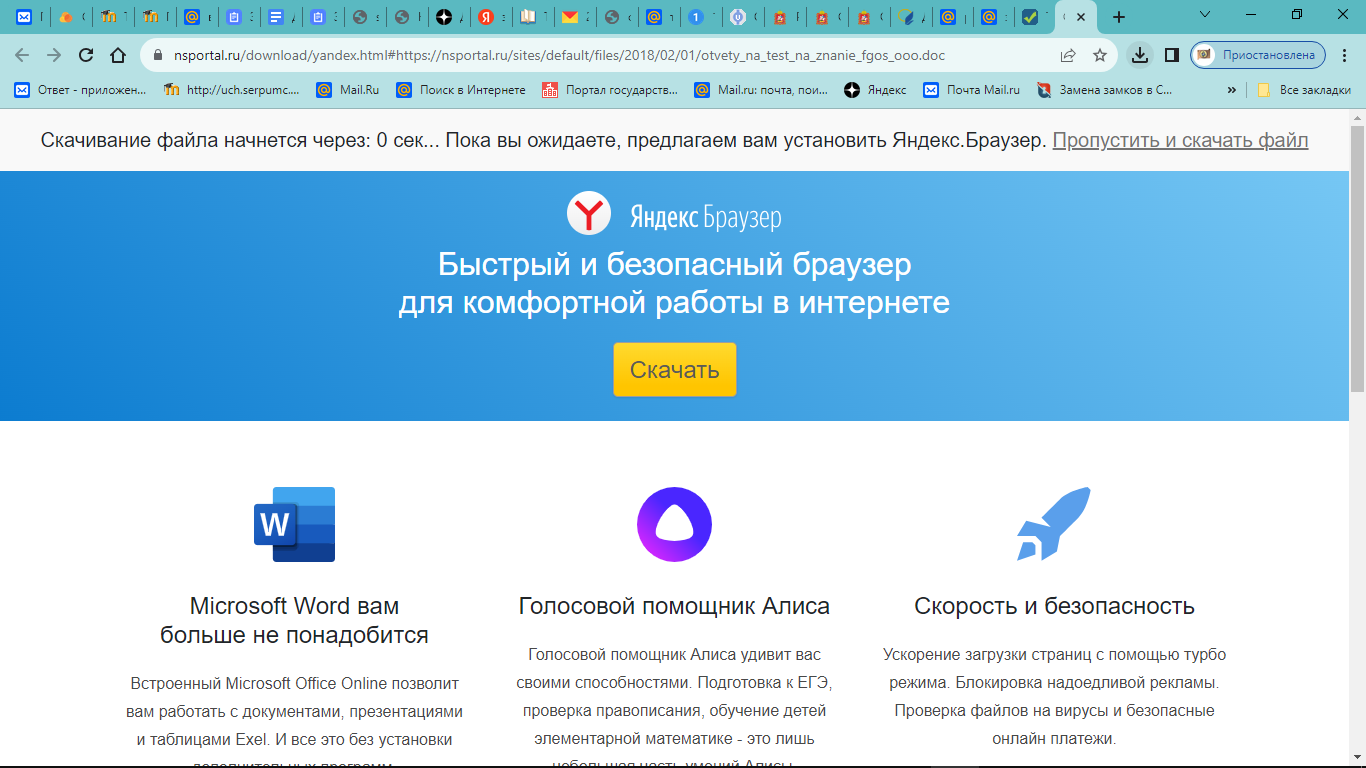 nsportal.ru/download/yandex.html#https://nsportal.ru/sites/default/files/2018/02/01/otvety_na_test_na_znanie_fgos_ooo.doc
Приостановлена
Ответ - приложен...
http://uch.serpumc....
Mail.Ru
Поиск в Интернете
Портал государств...
Mail.ru: почта, пои...
Яндекс
Почта Mail.ru
Замена замков в С...
»
Все закладки
Скачивание файла начнется через: 0 сек... Пока вы ожидаете, предлагаем вам установить Яндекс.Браузер. Пропустить и скачать файл
Яндекс Браузер
Быстрый и безопасный браузер
для комфортной работы в интернете
Скачать
W
Microsoft Word вам
больше не понадобится
Встроенный Microsoft Office Online позволит
вам работать с документами, презентациями
и таблицами Exel. И все это без установки
дополнительных программ.
Голосовой помощник Алиса
Голосовой помощник Алиса удивит вас
своими способностями. Подготовка к ЕГЭ,
проверка правописания, обучение детей
элементарной математике - это лишь
небольшая часть умений Алисы.
Скорость и безопасность
Ускорение загрузки страниц с помощью турбо
режима. Блокировка надоедливой рекламы.
Проверка файлов на вирусы и безопасные
онлайн платежи.